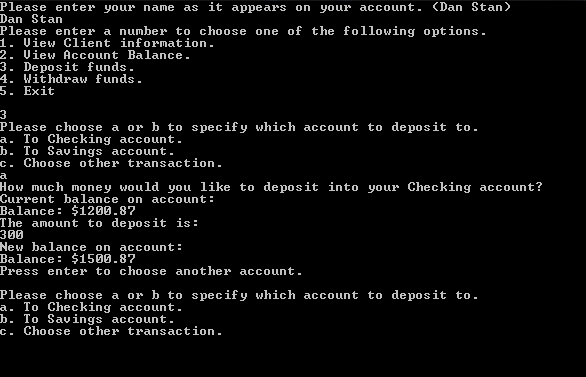 Please enter your name as it appears on your account. (Dan Stan)
Dan Stan
Please enter a number to choose one of the following options.
1. View Client information.
2. View Account Balance.
3. Deposit funds.
4. Withdraw funds.
5. Exit
3
Please choose a or b to specify which account to deposit to.
a. To Checking account.
b. To Savings account.
c. Choose other transaction.
a
How much money would you like to deposit into your Checking account?
Current balance on account:
Balance: $1200.87
The amount to deposit is:
300
New balance on account:
Balance: $1500.87
Press enter to choose another account.
Please choose a or b to specify which account to deposit to.
a. To Checking account.
b. To Savings account.
c. Choose other transaction.